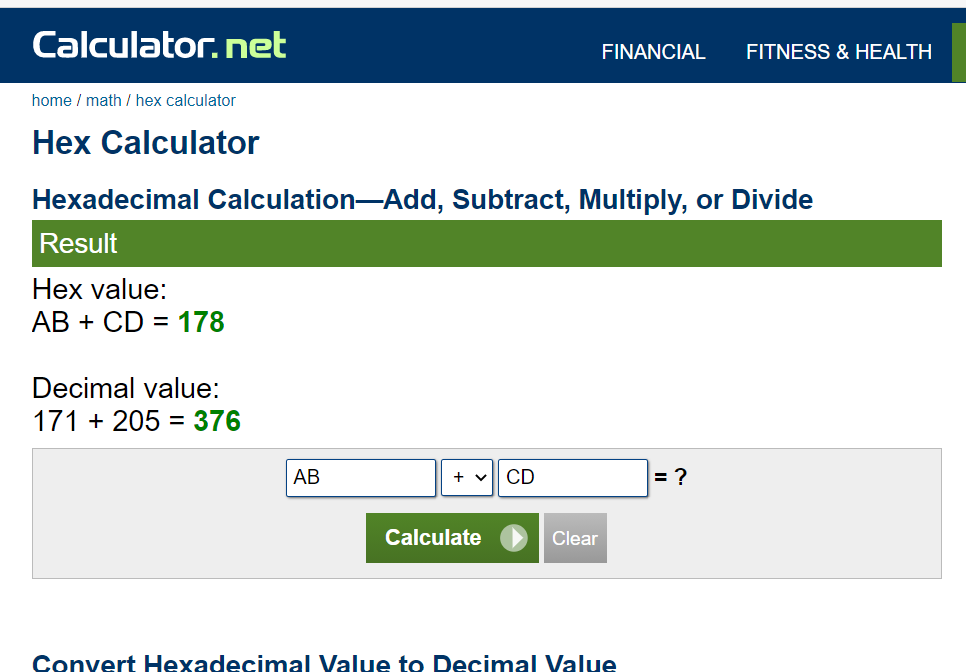 Calculator.net
FINANCIAL FITNESS & HEALTH
home / math / hex calculator
Hex Calculator
Hexadecimal Calculation—Add, Subtract, Multiply, or Divide
Result
Hex value:
AB + CD = 178
Decimal value:
171 + 205 = 376
AB + CD = ?
Calculate Clear
Convert Hexadecimal Value to Decimal Value